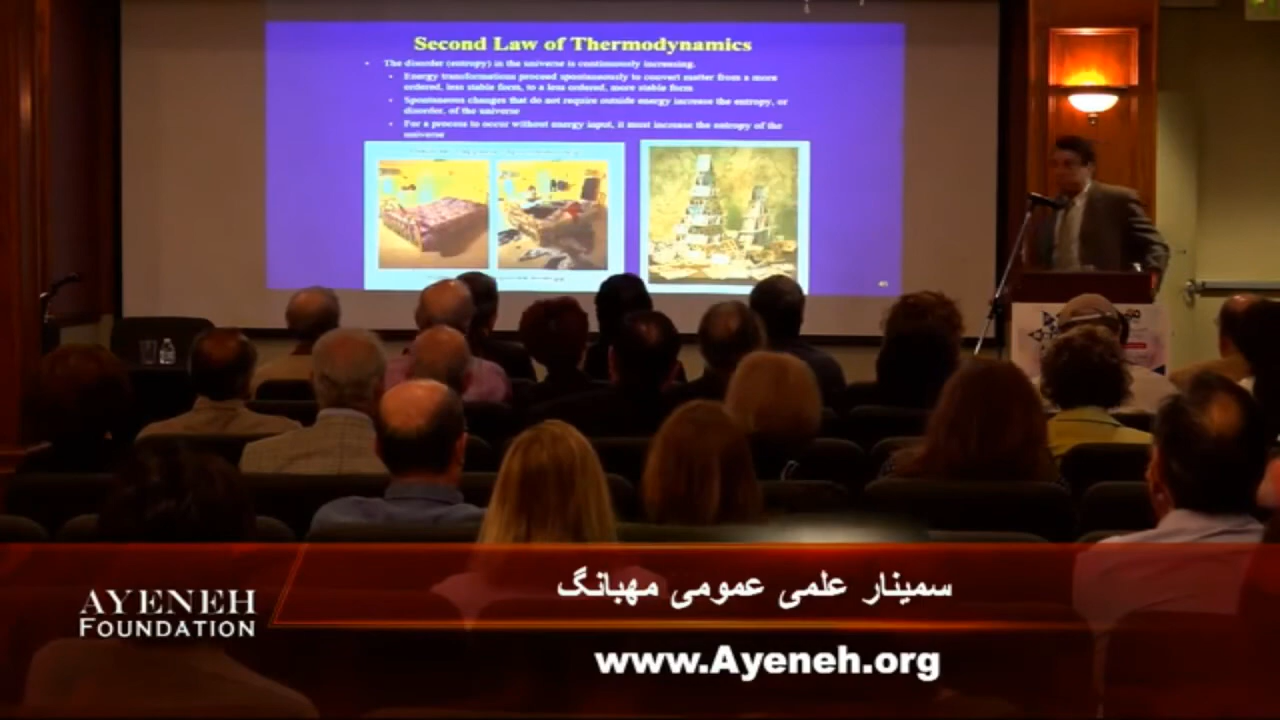 Second Law of Thermodynamics
• The disorder (entropy) in the universe is continuously increasing.
• Energy transformations proceed spontaneously to convert matter from a more
ordered, less stable form, to a less ordered, more stable form
• Spontaneous changes that do not require outside energy increase the entropy, or
disorder, of the universe
• For a process to occur without energy input, it must increase the entropy of the
universe
سمینار علمی عمومی مهبانگ
AYENEH
FOUNDATION
www.Ayeneh.org